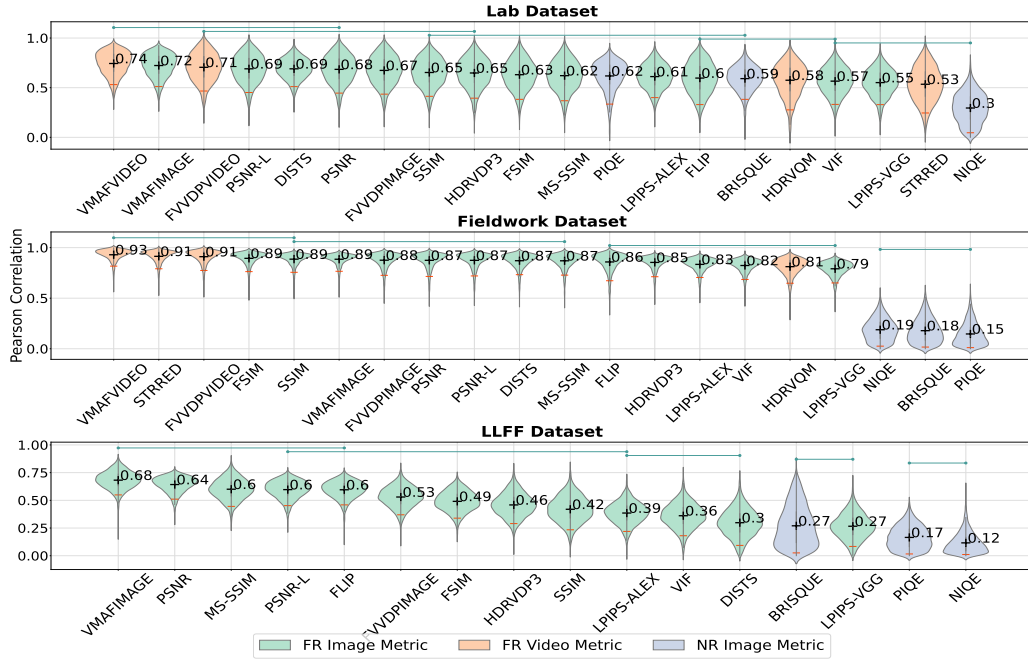 Lab Dataset
1.0
0.5
0.0
0.74 0.72 0.71 0.69 0.69 0.68 0.67 0.65 0.65 0.63 0.62 0.62 0.61 0.6 0.59 0.58 0.57 0.55 0.53 0.3
VMAFVIDEO VMAFIMAGE FVVDPVIDEO PSNR-L DISTS PSNR FVVDPIMAGE SSIM HDRVDP3 FSIM MS-SSIM PIQE LPIPS-ALEX FLIP BRISQUE HDRVQM VIF LPIPS-VGG STRRED NIQE
Fieldwork Dataset
Pearson Correlation
1.0
0.5
0.0
0.93 0.91 0.91 0.89 0.89 0.89 0.88 0.87 0.87 0.87 0.87 0.86 0.85 0.83 0.82 0.81 0.79 0.19 0.18 0.15
VMAFVIDEO STRRED FVVDPVIDEO FSIM SSIM VMAFIMAGE FVVDPIMAGE PSNR PSNR-L DISTS MS-SSIM FLIP HDRVDP3 LPIPS-ALEX VIF HDRVQM LPIPS-VGG NIQE BRISQUE PIQE
LLFF Dataset
1.00
0.75
0.50
0.25
0.00
0.68 0.64 0.6 0.6 0.6 0.53 0.49 0.46 0.42 0.39 0.36 0.3 0.27 0.27 0.17 0.12
VMAFIMAGE PSNR MS-SSIM PSNR-L FLIP FVVDPIMAGE FSIM HDRVDP3 SSIM LPIPS-ALEX VIF DISTS BRISQUE LPIPS-VGG PIQE NIQE
FR Image Metric FR Video Metric NR Image Metric